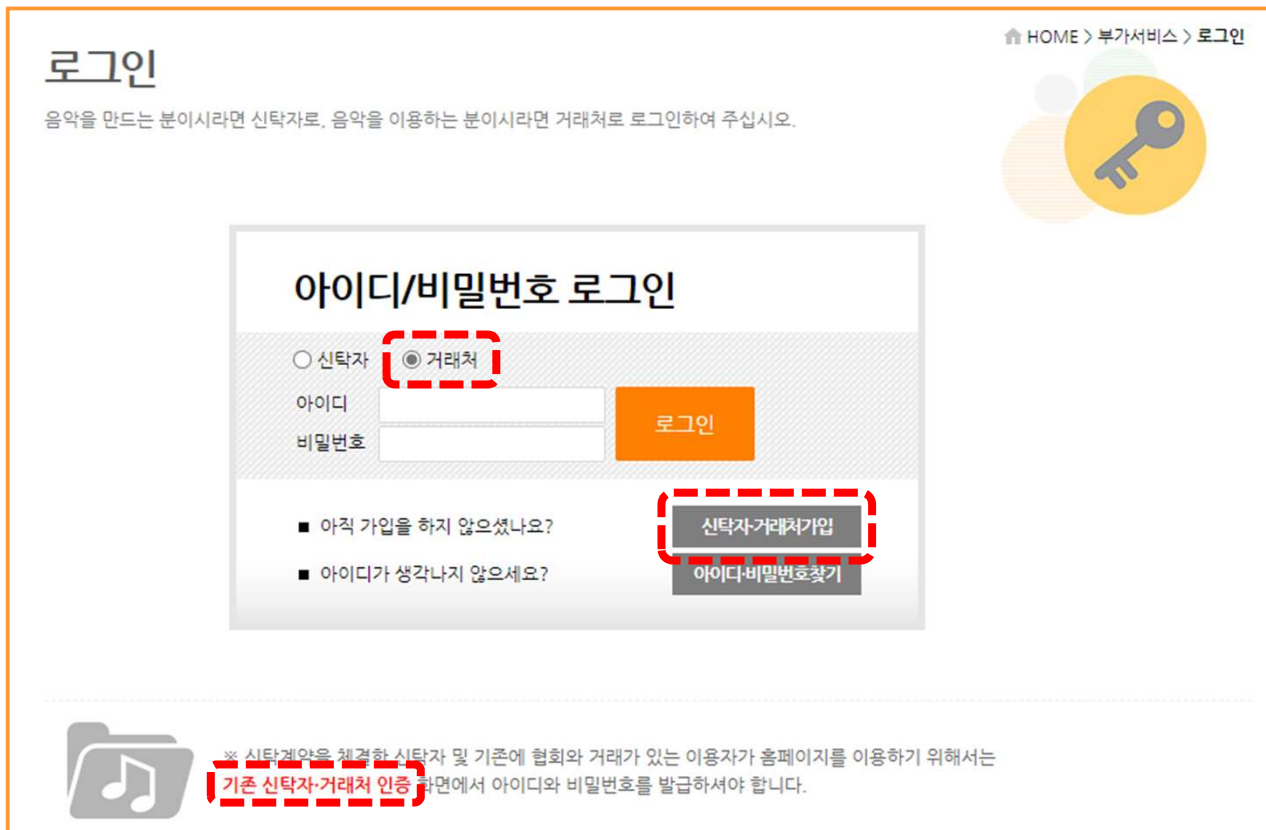 HOME > 부가서비스 > 로그인
로그인
음악을 만드는 분이시라면 신탁자로, 음악을 이용하는 분이시라면 거래처로 로그인하여 주십시오.
아이디/비밀번호 로그인
신탁자 거래처
아이디
비밀번호
로그인
■ 아직 가입을 하지 않으셨나요? 신탁자·거래처가입
■ 아이디가 생각나지 않으세요? 아이디·비밀번호찾기
※ 신탁계약을 체결한 신탁자 및 기존에 협회와 거래가 있는 이용자가 홈페이지를 이용하기 위해서는
기존 신탁자·거래처 인증 화면에서 아이디와 비밀번호를 발급하셔야 합니다.